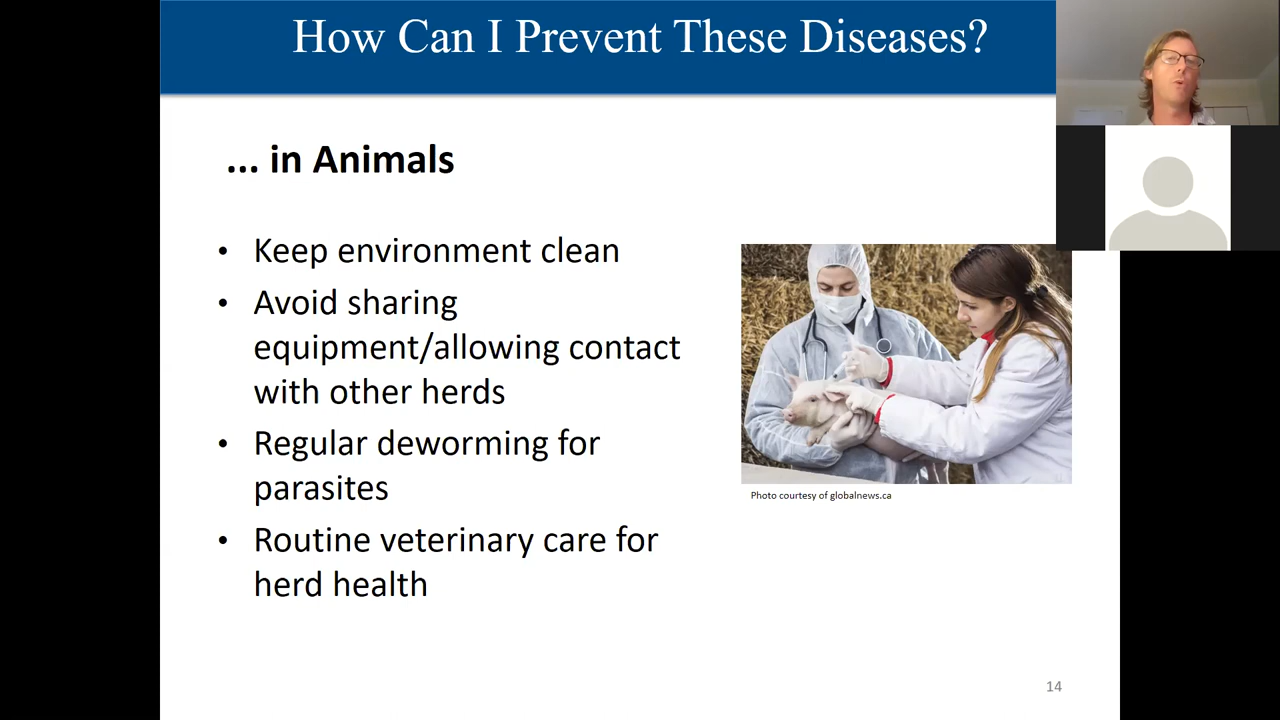 How Can I Prevent These Diseases?
... in Animals
• Keep environment clean
• Avoid sharing
equipment/allowing contact
with other herds
• Regular deworming for
parasites
• Routine veterinary care for
herd health
Photo courtesy of globalnews.ca
14